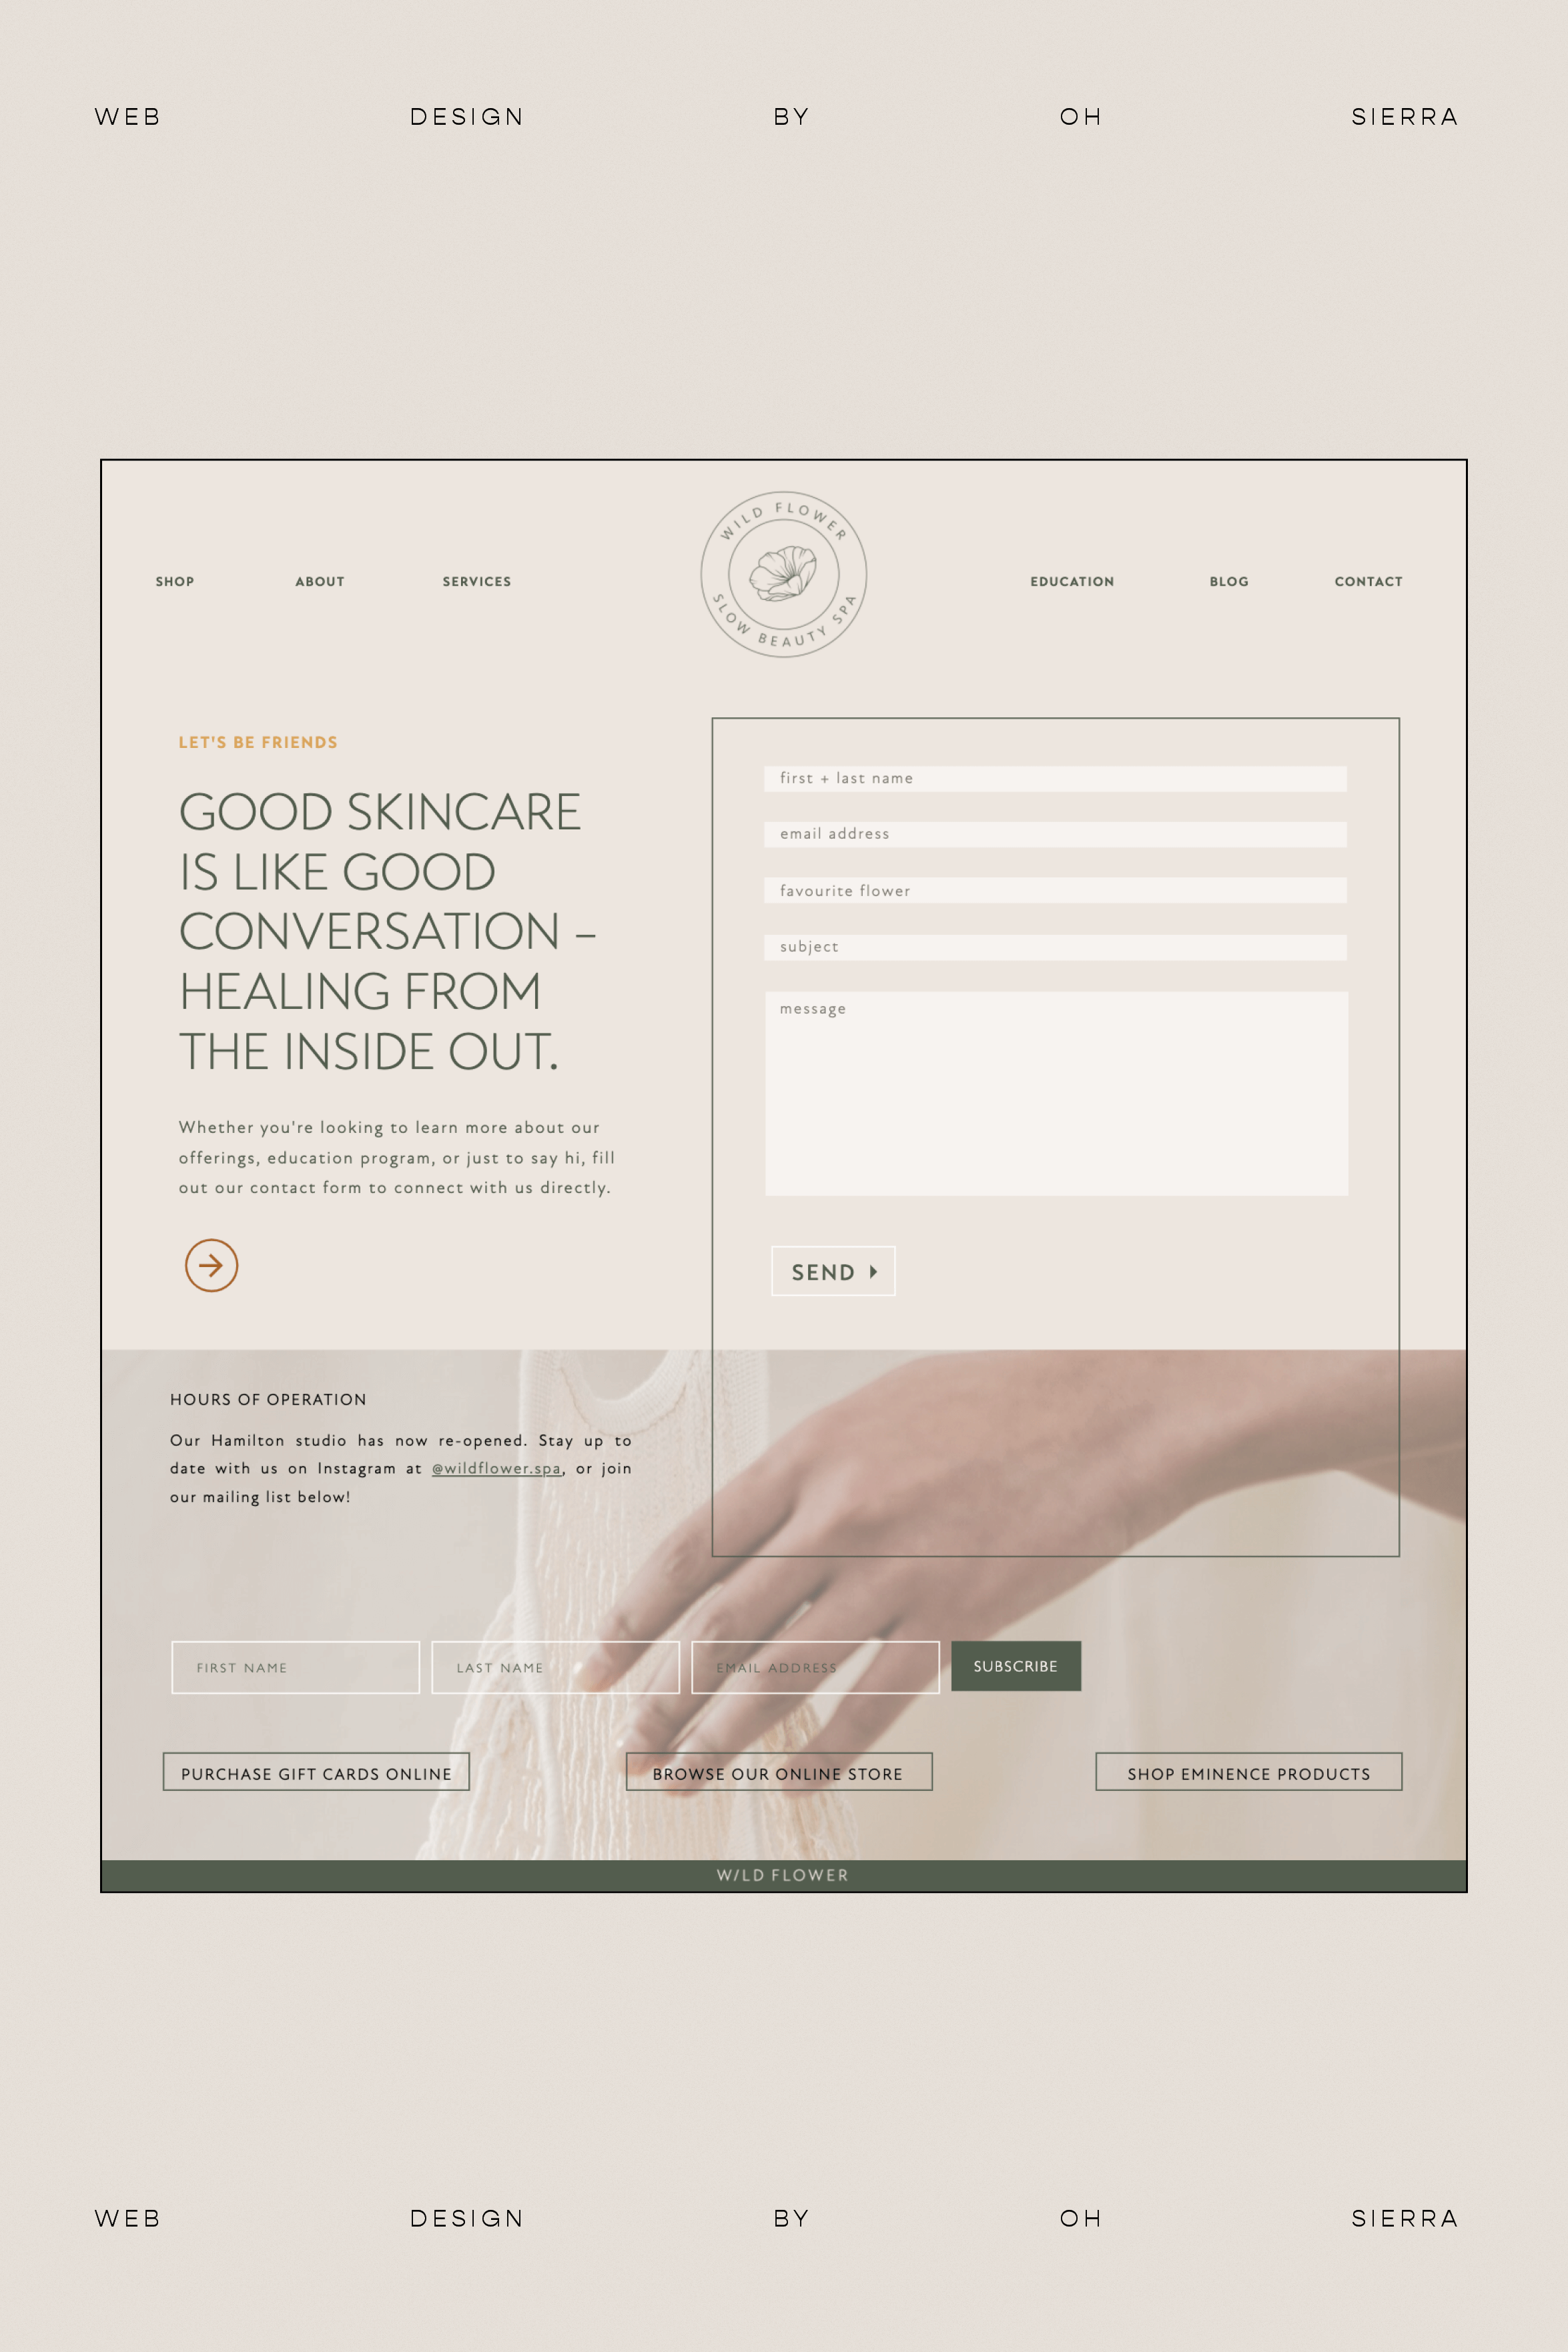 WEB DESIGN BY OH SIERRA
WILD FLOWER
SLOW BEAUTY SPA
SHOP ABOUT SERVICES EDUCATION BLOG CONTACT
LET'S BE FRIENDS
GOOD SKINCARE
IS LIKE GOOD
CONVERSATION –
HEALING FROM
THE INSIDE OUT.
Whether you're looking to learn more about our
offerings, education program, or just to say hi, fill
out our contact form to connect with us directly.
first + last name
email address
favourite flower
subject
message
SEND
HOURS OF OPERATION
Our Hamilton studio has now re-opened. Stay up to
date with us on Instagram at @wildflower.spa, or join
our mailing list below!
FIRST NAME
LAST NAME
EMAIL ADDRESS
SUBSCRIBE
PURCHASE GIFT CARDS ONLINE
BROWSE OUR ONLINE STORE
SHOP EMINENCE PRODUCTS
W/LD FLOWER
WEB DESIGN BY OH SIERRA